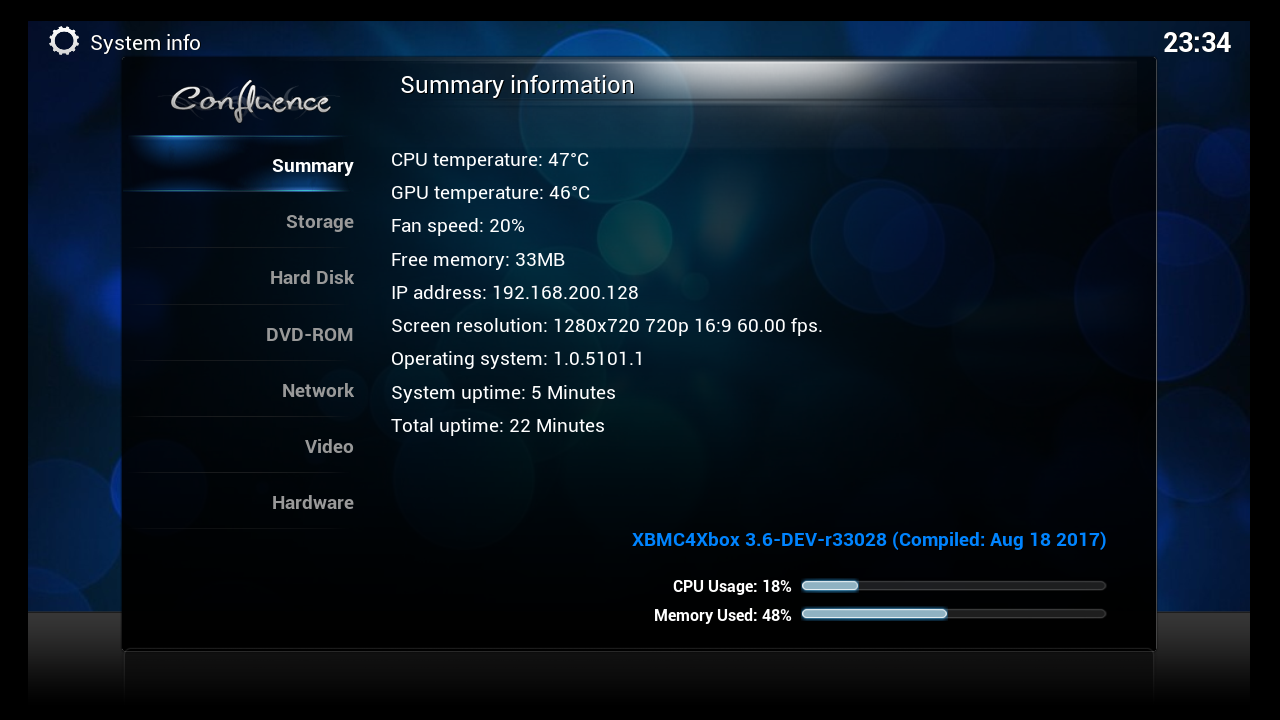 System info
23:34
Confluence
Summary information
Summary
Storage
Hard Disk
DVD-ROM
Network
Video
Hardware
CPU temperature: 47°C
GPU temperature: 46°C
Fan speed: 20%
Free memory: 33MB
IP address: 192.168.200.128
Screen resolution: 1280x720 720p 16:9 60.00 fps.
Operating system: 1.0.5101.1
System uptime: 5 Minutes
Total uptime: 22 Minutes
XBMC4Xbox 3.6-DEV-r33028 (Compiled: Aug 18 2017)
CPU Usage: 18%
Memory Used: 48%